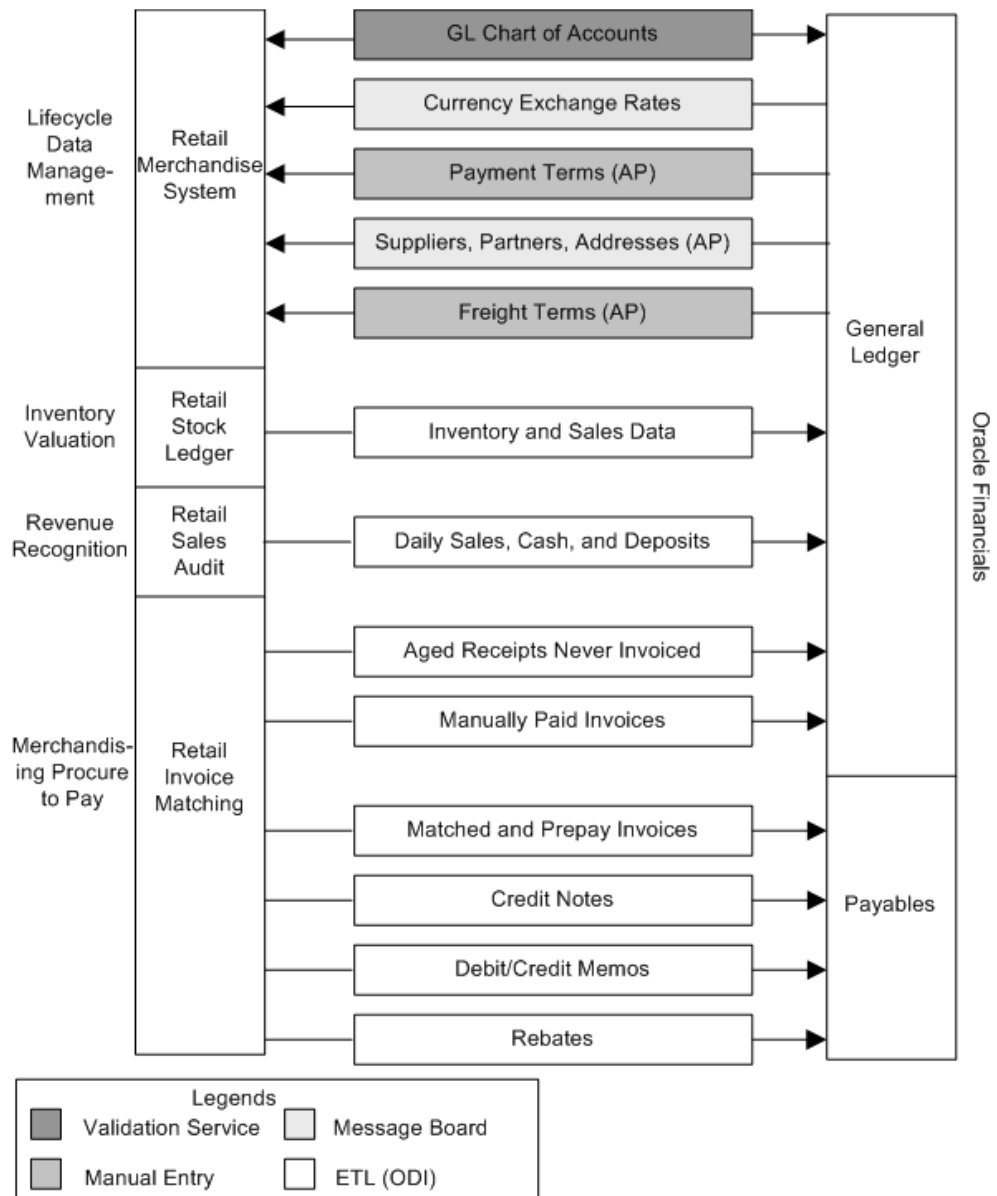 GL Chart of Accounts
Currency Exchange Rates
Payment Terms (AP)
Suppliers, Partners, Addresses (AP)
Freight Terms (AP)
Lifecycle
Data
Manage-
ment
Retail
Merchandise
System
General
Ledger
Inventory
Valuation
Retail
Stock
Ledger
Inventory and Sales Data
Revenue
Recognition
Retail
Sales
Audit
Daily Sales, Cash, and Deposits
Oracle Financials
Aged Receipts Never Invoiced
Manually Paid Invoices
Merchandis-
ing Procure
to Pay
Retail
Invoice
Matching
Matched and Prepay Invoices
Credit Notes
Payables
Debit/Credit Memos
Rebates
Legends
Validation Service
Message Board
Manual Entry
ETL (ODI)